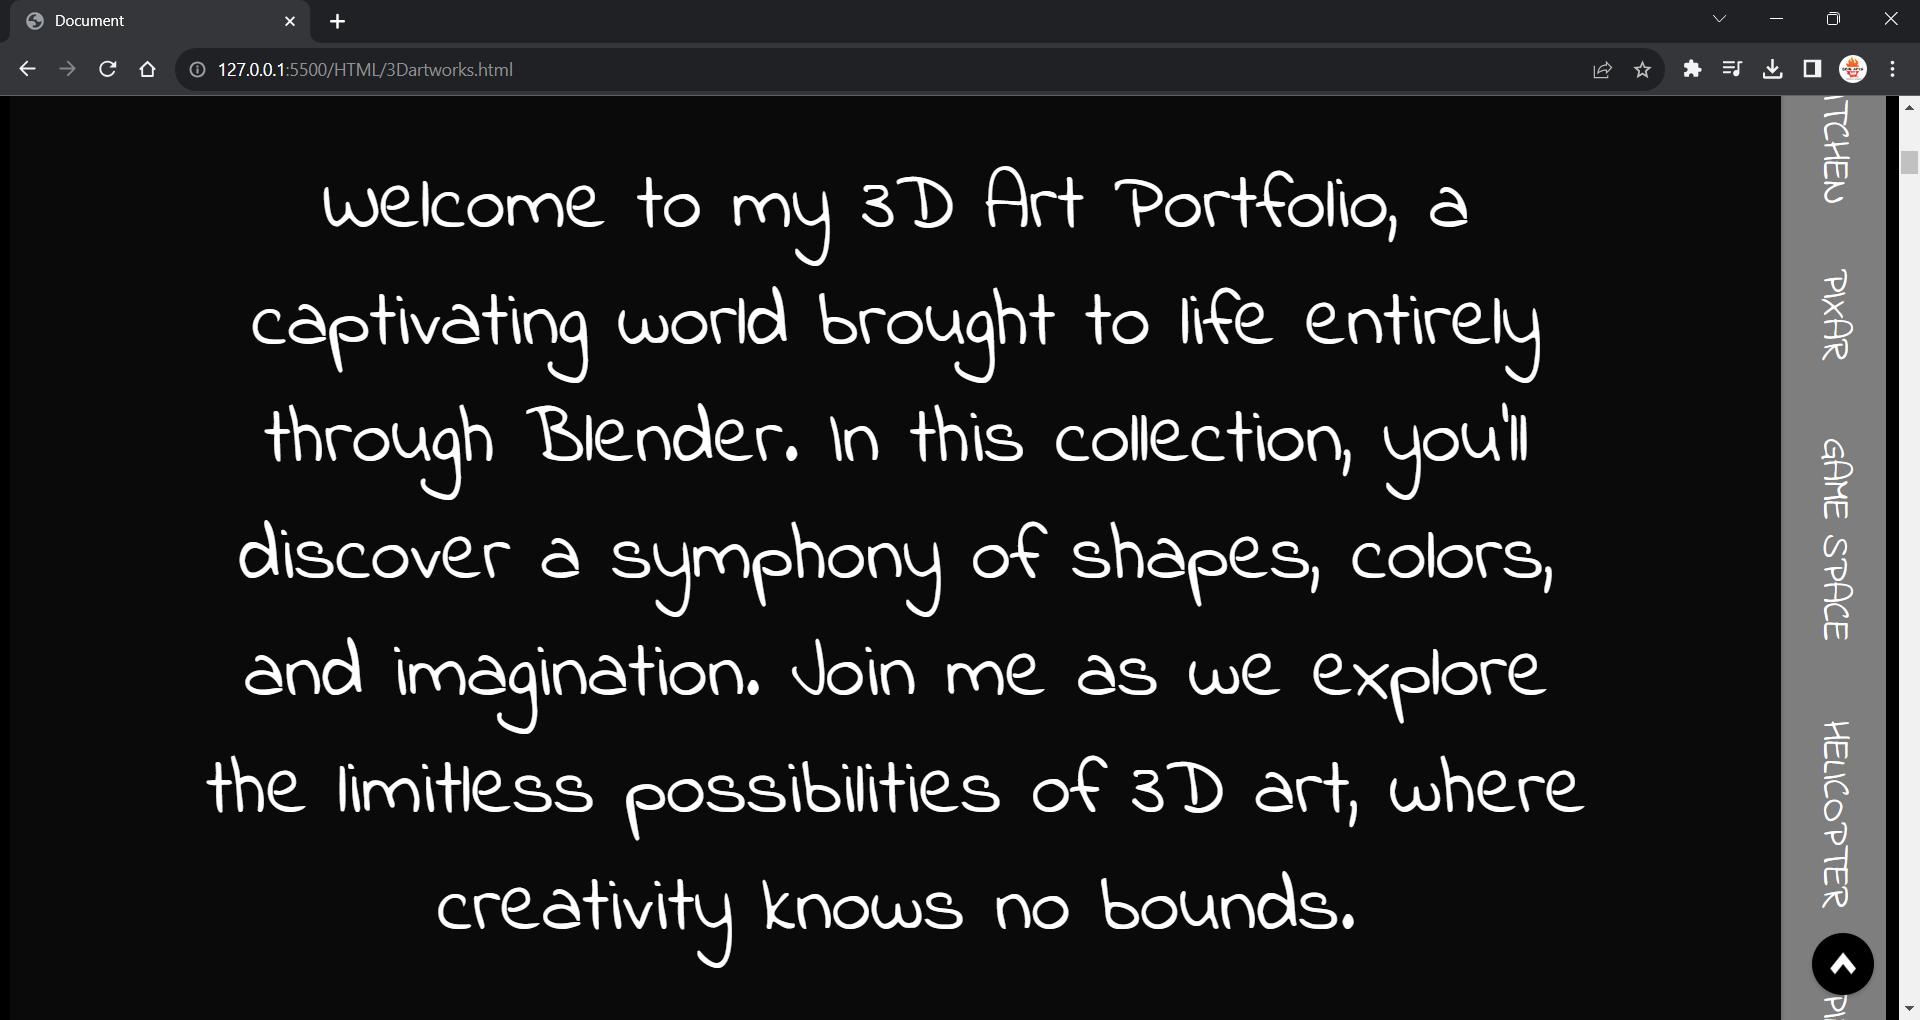 Document
127.0.0.1:5500/HTML/3Dartworks.html
Welcome to my 3D Art Portfolio, a
captivating world brought to life entirely
through Blender. In this collection, you'll
discover a symphony of shapes, colors,
and imagination. Join me as we explore
the limitless possibilities of 3D art, where
creativity knows no bounds.
PIXAR
GAME SPACE
HELICOPTER